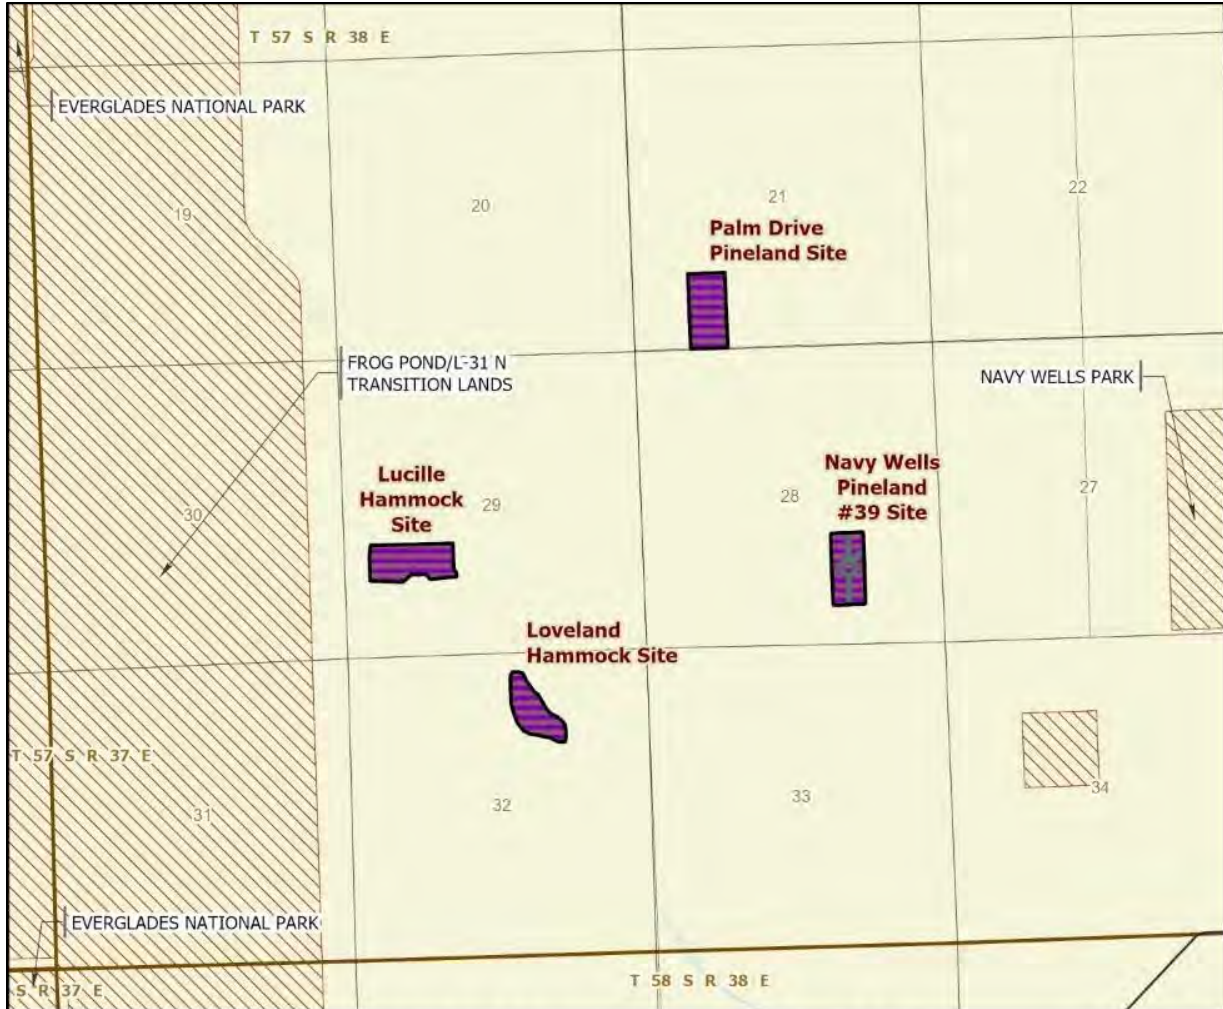 T 57 S R 38 E
EVERGLADES NATIONAL PARK
19
20
21
22
Palm Drive
Pineland Site
FROG POND/L-31 N
TRANSITION LANDS
NAVY WELLS PARK
Lucille
Hammock
Site
29
30
Navy Wells
Pineland
#39 Site
28
27
Loveland
Hammock Site
T 57 S R 37 E
31
32
33
34
EVERGLADES NATIONAL PARK
T 58 S R 38 E
S R 37 E